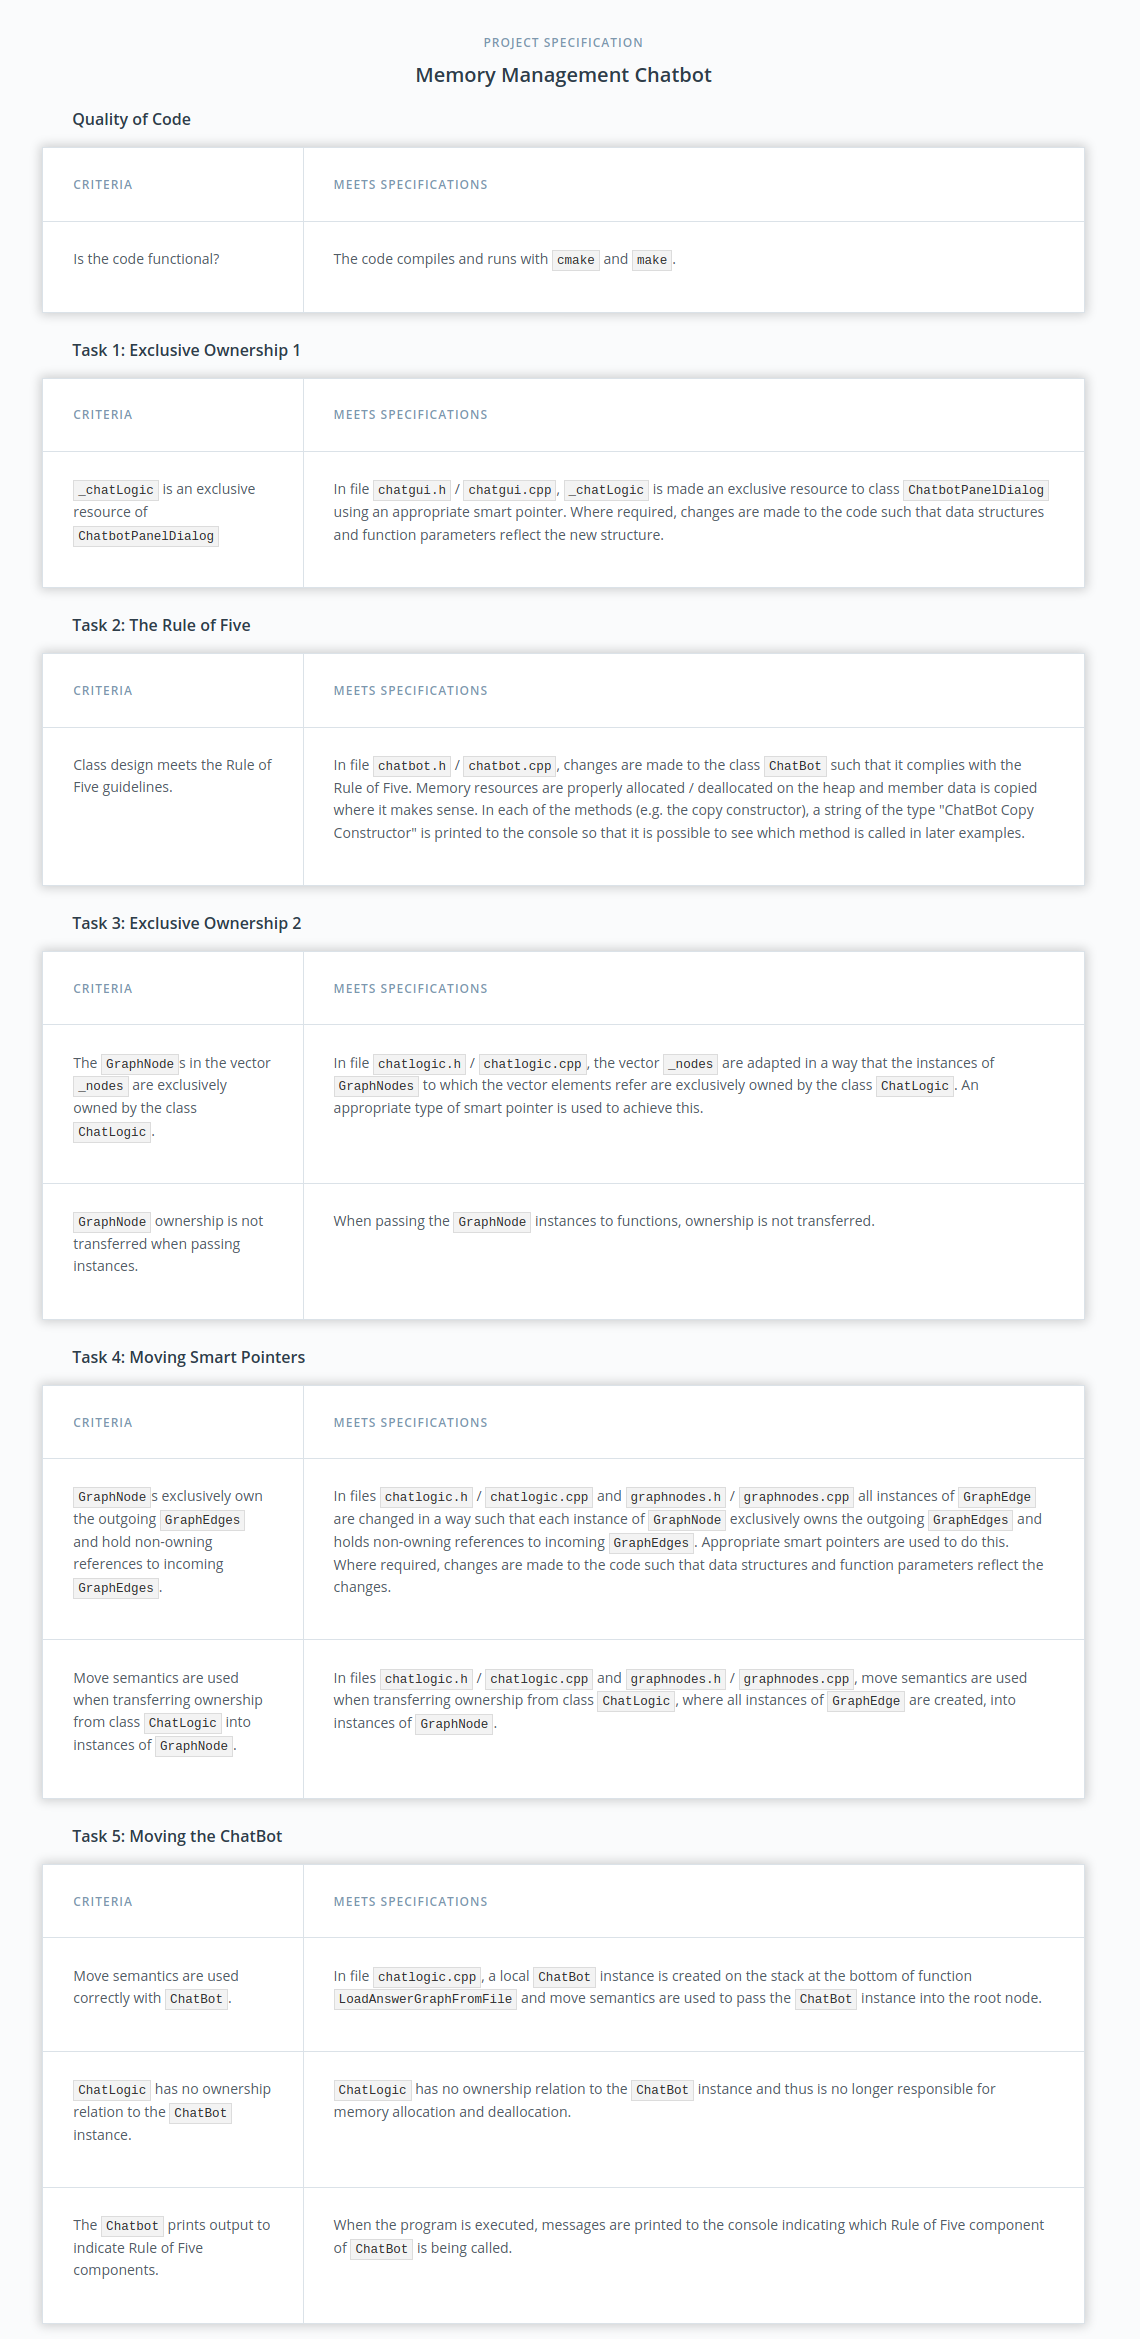 PROJECT SPECIFICATION
Memory Management Chatbot
Quality of Code
CRITERIA
MEETS SPECIFICATIONS
Is the code functional?
The code compiles and runs with cmake and make.
Task 1: Exclusive Ownership 1
CRITERIA
MEETS SPECIFICATIONS
_chatLogic is an exclusive
resource of
ChatbotPanelDialog
In file chatgui.h / chatgui.cpp, _chatLogic is made an exclusive resource to class ChatbotPanelDialog
using an appropriate smart pointer. Where required, changes are made to the code such that data structures
and function parameters reflect the new structure.
Task 2: The Rule of Five
CRITERIA
MEETS SPECIFICATIONS
Class design meets the Rule of
Five guidelines.
In file chatbot.h / chatbot.cpp, changes are made to the class ChatBot such that it complies with the
Rule of Five. Memory resources are properly allocated / deallocated on the heap and member data is copied
where it makes sense. In each of the methods (e.g. the copy constructor), a string of the type "ChatBot Copy
Constructor" is printed to the console so that it is possible to see which method is called in later examples.
Task 3: Exclusive Ownership 2
CRITERIA
MEETS SPECIFICATIONS
The GraphNodes in the vector
_nodes are exclusively
owned by the class
ChatLogic.
In file chatlogic.h / chatlogic.cpp, the vector _nodes are adapted in a way that the instances of
GraphNodes to which the vector elements refer are exclusively owned by the class ChatLogic. An
appropriate type of smart pointer is used to achieve this.
GraphNode ownership is not
transferred when passing
instances.
When passing the GraphNode instances to functions, ownership is not transferred.
Task 4: Moving Smart Pointers
CRITERIA
MEETS SPECIFICATIONS
GraphNodes exclusively own
the outgoing GraphEdges
and hold non-owning
references to incoming
GraphEdges.
In files chatlogic.h / chatlogic.cpp and graphnodes.h / graphnodes.cpp all instances of GraphEdge
are changed in a way such that each instance of GraphNode exclusively owns the outgoing GraphEdges and
holds non-owning references to incoming GraphEdges. Appropriate smart pointers are used to do this.
Where required, changes are made to the code such that data structures and function parameters reflect the
changes.
Move semantics are used
when transferring ownership
from class ChatLogic into
instances of GraphNode.
In files chatlogic.h / chatlogic.cpp and graphnodes.h / graphnodes.cpp, move semantics are used
when transferring ownership from class ChatLogic, where all instances of GraphEdge are created, into
instances of GraphNode.
Task 5: Moving the ChatBot
CRITERIA
MEETS SPECIFICATIONS
Move semantics are used
correctly with ChatBot.
In file chatlogic.cpp, a local ChatBot instance is created on the stack at the bottom of function
LoadAnswerGraphFromFile and move semantics are used to pass the ChatBot instance into the root node.
ChatLogic has no ownership
relation to the ChatBot
instance.
ChatLogic has no ownership relation to the ChatBot instance and thus is no longer responsible for
memory allocation and deallocation.
The Chatbot prints output to
indicate Rule of Five
components.
When the program is executed, messages are printed to the console indicating which Rule of Five component
of ChatBot is being called.